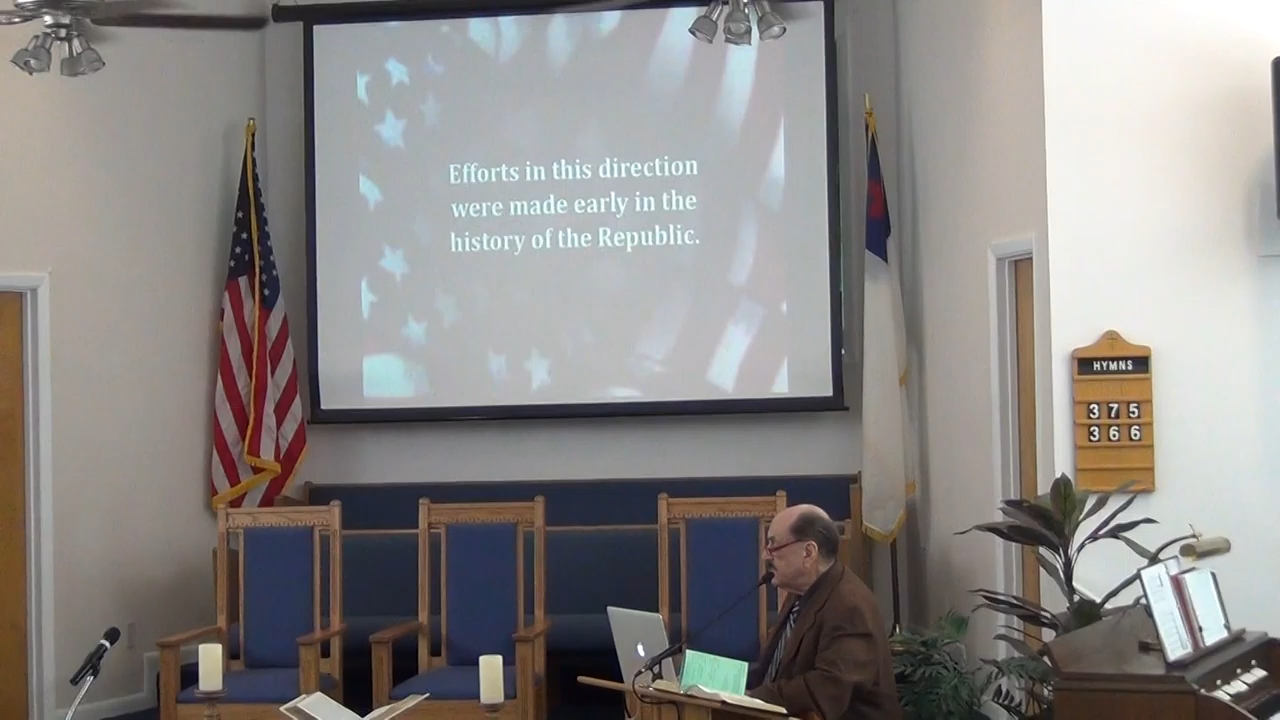 Efforts in this direction
were made early in the
history of the Republic.
HYMNS
375
366